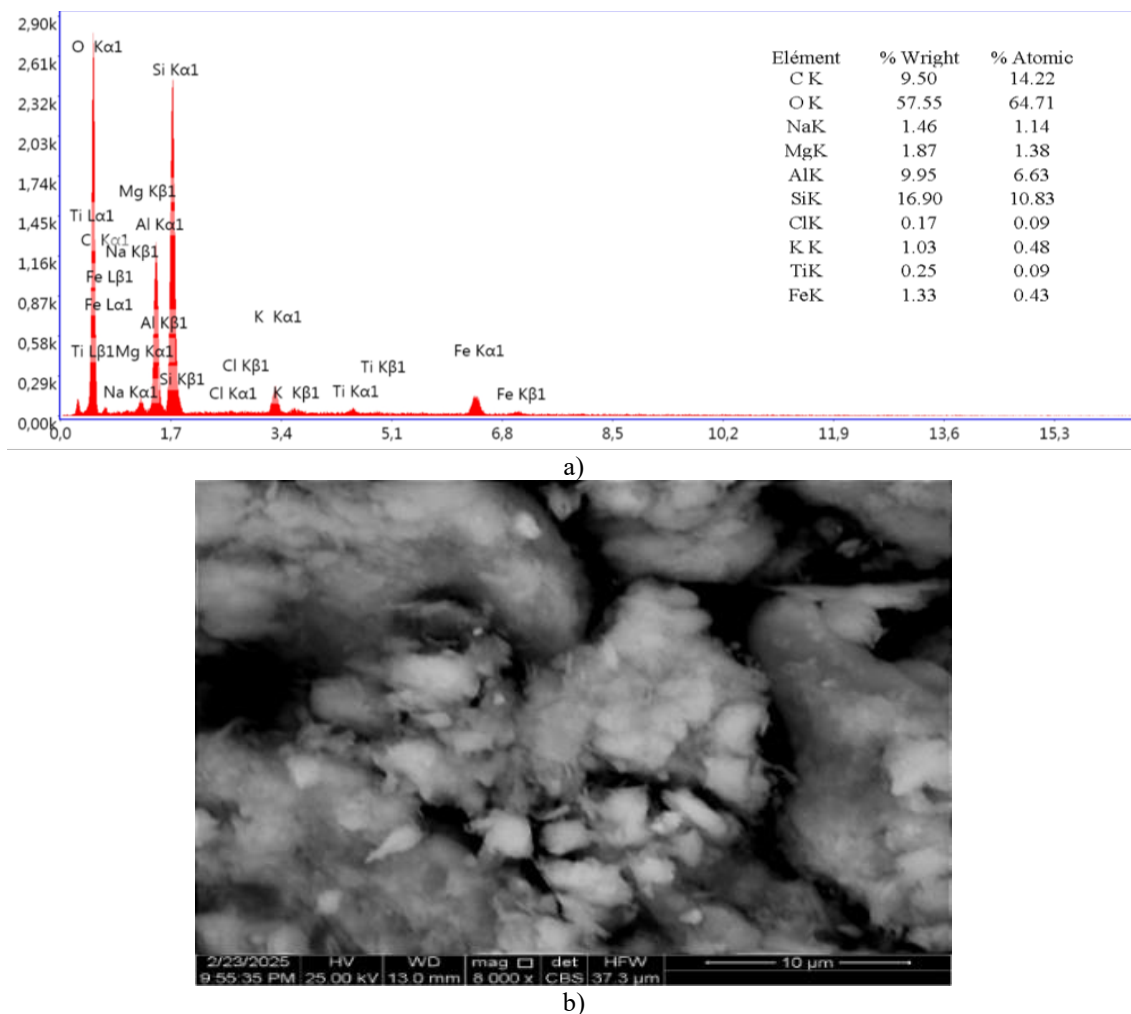 2,90k
O Kα1
2,61k
Si Kα1
2,32k
2,03k
1,74k
Mg Kβ1
Ti Lα1
1,45k
Al Kα1
C Kα1
Na Kβ1
1,16k
Fe Lβ1
0,87k
Fe Lα1
K Kα1
Al Kβ1
0,58k
Ti Lβ1 Mg Kα1
Fe Kα1
Cl Kβ1
Ti Kβ1
0,29k
Si Kβ1
Na Kα1
Cl Kα1
K Kβ1
Ti Kα1
Fe Kβ1
0,00k
0,0 1,7 3,4 5,1 6,8 8,5 10,2 11,9 13,6 15,3
Elément % Wright % Atomic
C K 9.50 14.22
O K 57.55 64.71
NaK 1.46 1.14
MgK 1.87 1.38
AlK 9.95 6.63
SiK 16.90 10.83
ClK 0.17 0.09
K K 1.03 0.48
TiK 0.25 0.09
FeK 1.33 0.43
a)
2/23/2025 HV WD mag det HFW 10 µm
9:55:35 PM 25.00 kV 13.0 mm 8 000 x CBS 37.3 µm
b)